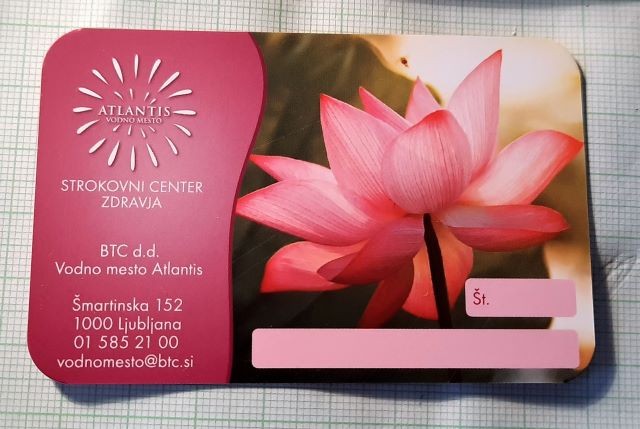 ATLANTIS
VODNO MESTO
STROKOVNI CENTER
ZDRAVJA
BTC d.d.
Vodno mesto Atlantis
Šmartinska 152
1000 Ljubljana
01 585 21 00
vodnomesto@btc.si
Št.